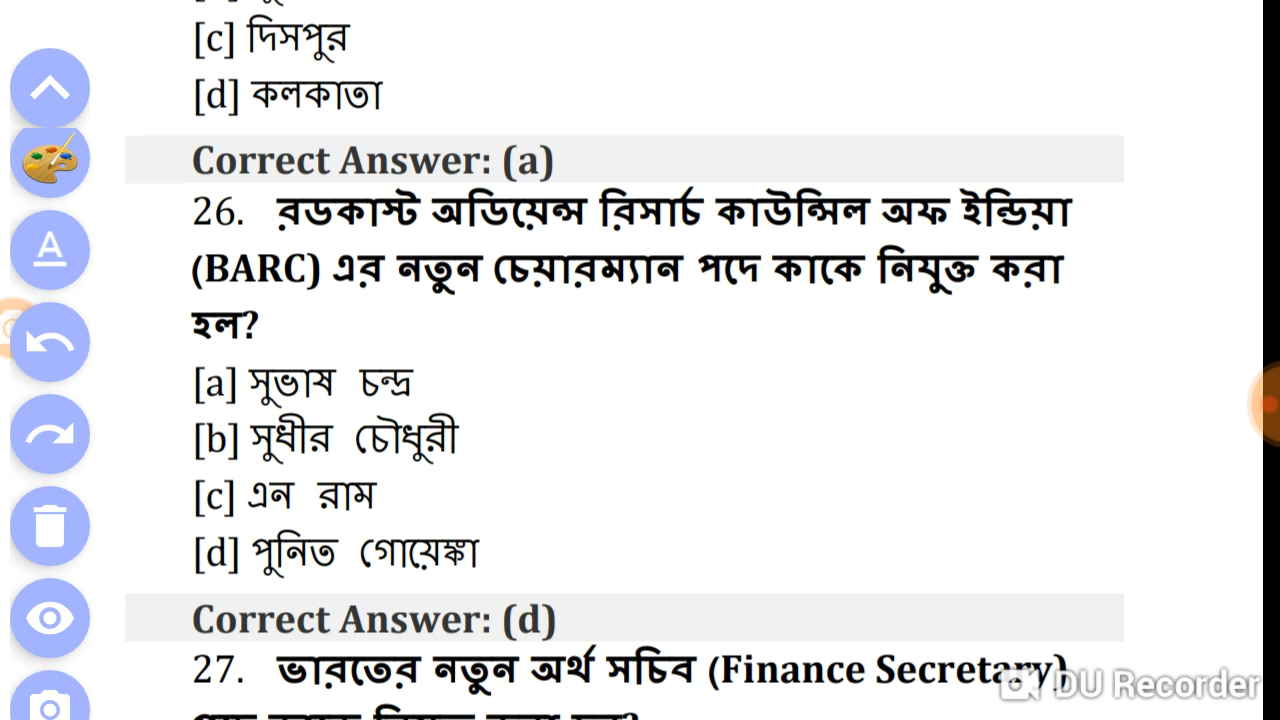 [c] দিসপুর
[d] কলকাতা
Correct Answer: (a)
26. ব্রডকাস্ট অডিয়েন্স রিসার্চ কাউন্সিল অফ ইন্ডিয়া
(BARC) এর নতুন চেয়ারম্যান পদে কাকে নিযুক্ত করা
হল?
[a] সুভাষ চন্দ্র
[b] সুধীর চৌধুরী
[c] এন রাম
[d] পুনিত গোয়েঙ্কা
Correct Answer: (d)
27. ভারতের নতুন অর্থ সচিব (Finance Secretary)
DU Recorder